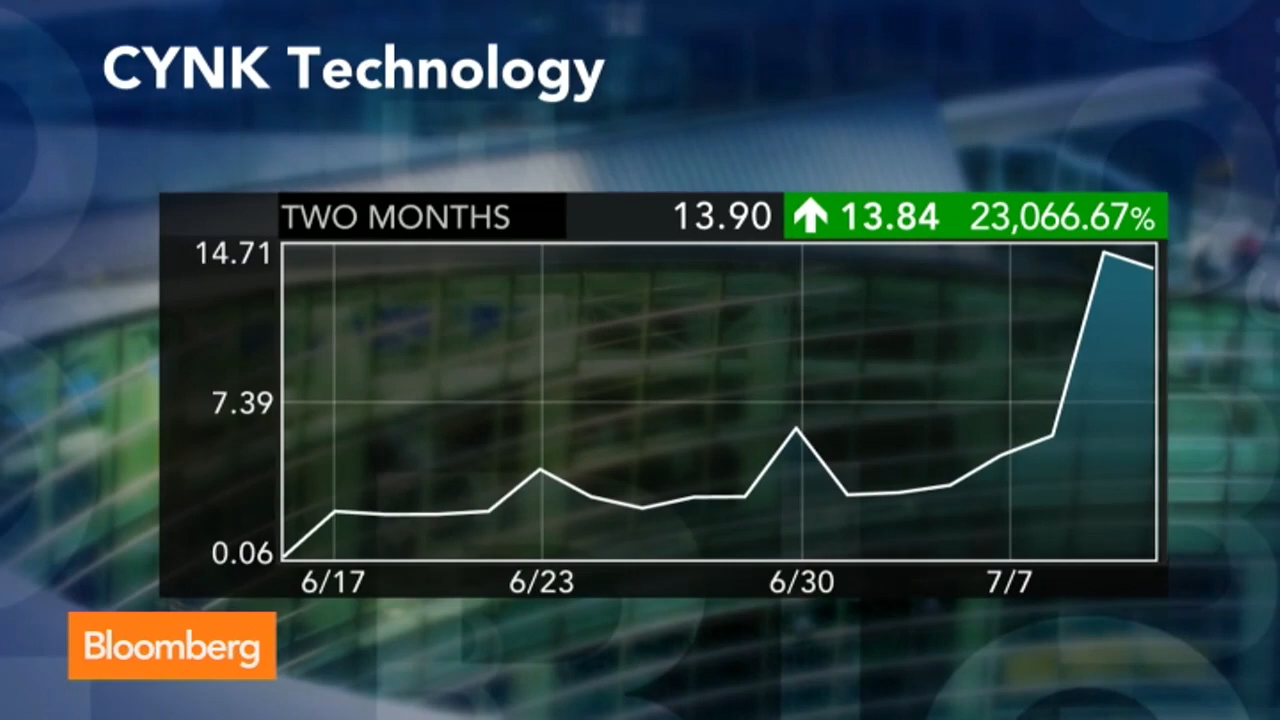 CYNK Technology
TWO MONTHS 13.90 13.84 23,066.67%
14.71
7.39
0.06
6/17 6/23 6/30 7/7
Bloomberg